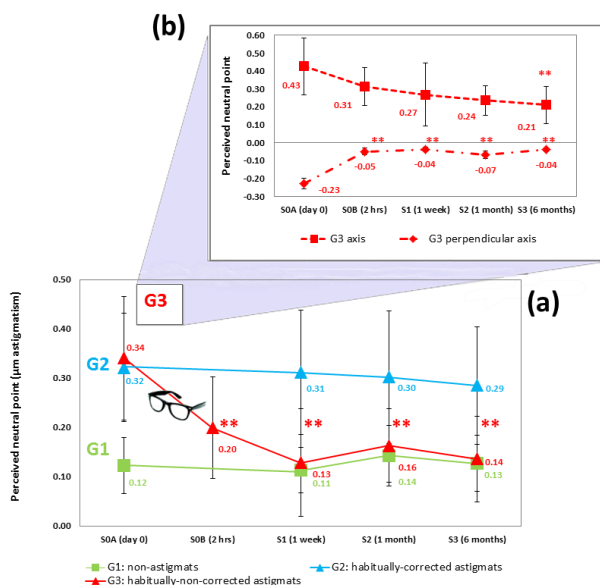 (b)
Perceived neutral point
0.60
0.50
0.40
0.30
0.20
0.10
0.00
-0.10
-0.20
-0.30
0.43
0.31
0.27
0.24
0.21
**
-0.23
-0.05
-0.04
-0.07
-0.04
** ** ** **
S0A (day 0) S0B (2 hrs) S1 (1 week) S2 (1 month) S3 (6 months)
G3 axis G3 perpendicular axis
(a)
Perceived neutral point (µm astigmatism)
0.50
0.40
0.30
0.20
0.10
0.00
G3
G2
G1
0.34
0.32
0.31
0.30
0.29
** ** ** **
0.20
0.13
0.16
0.14
0.12
0.11
0.14
0.13
S0A (day 0) S0B (2 hrs) S1 (1 week) S2 (1 month) S3 (6 months)
G1: non-astigmats G2: habitually-corrected astigmats
G3: habitually-non-corrected astigmats